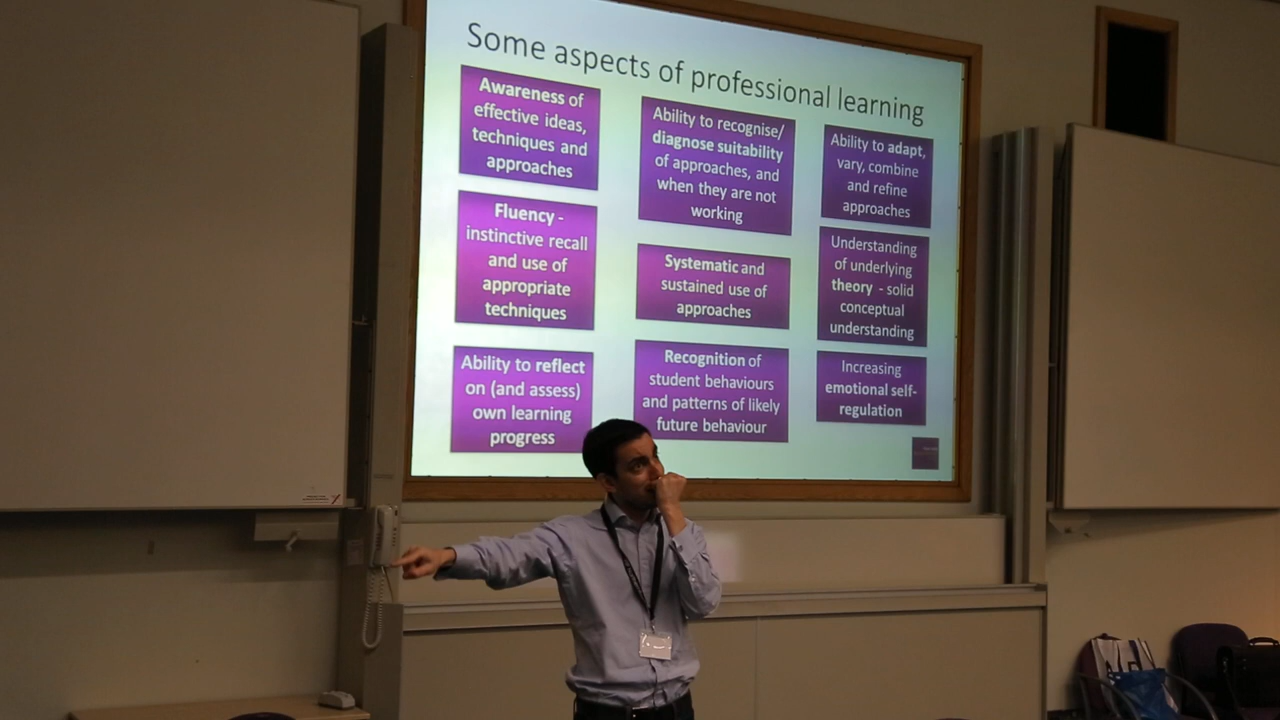 Some aspects of professional learning
Awareness of
effective ideas,
techniques and
approaches
Ability to recognise/
diagnose suitability
of approaches, and
when they are not
working
Ability to adapt,
vary, combine
and refine
approaches
Fluency -
instinctive recall
and use of
appropriate
techniques
Systematic and
sustained use of
approaches
Understanding
of underlying
theory - solid
conceptual
understanding
Ability to reflect
on (and assess)
own learning
progress
Recognition of
student behaviours
and patterns of likely
future behaviour
Increasing
emotional self-
regulation